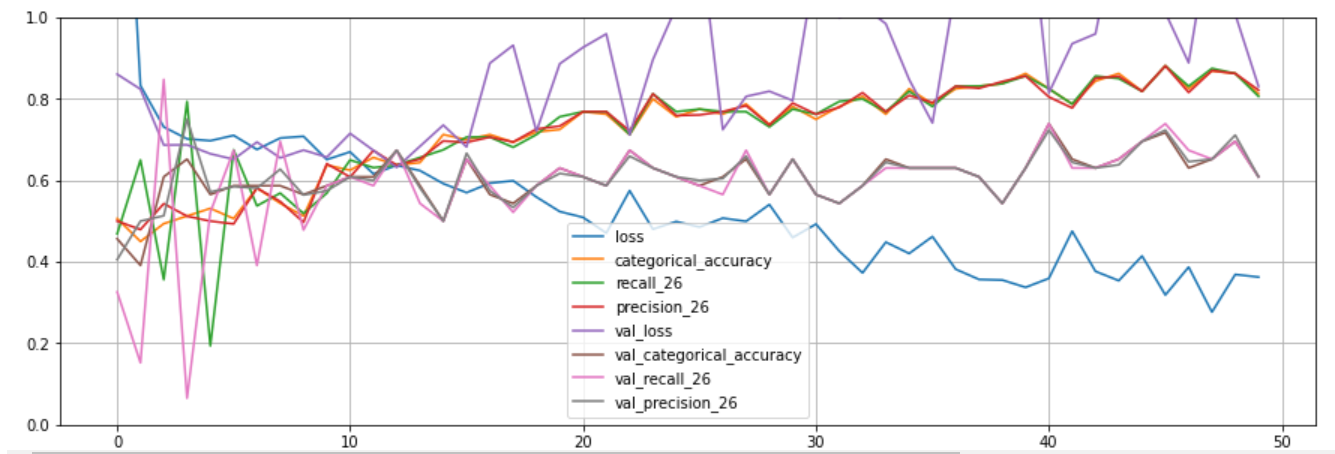 1.0
0.8
0.6
0.4
0.2
0.0
loss
categorical_accuracy
recall_26
precision_26
val_loss
val_categorical_accuracy
val_recall_26
val_precision_26
0 10 20 30 40 50